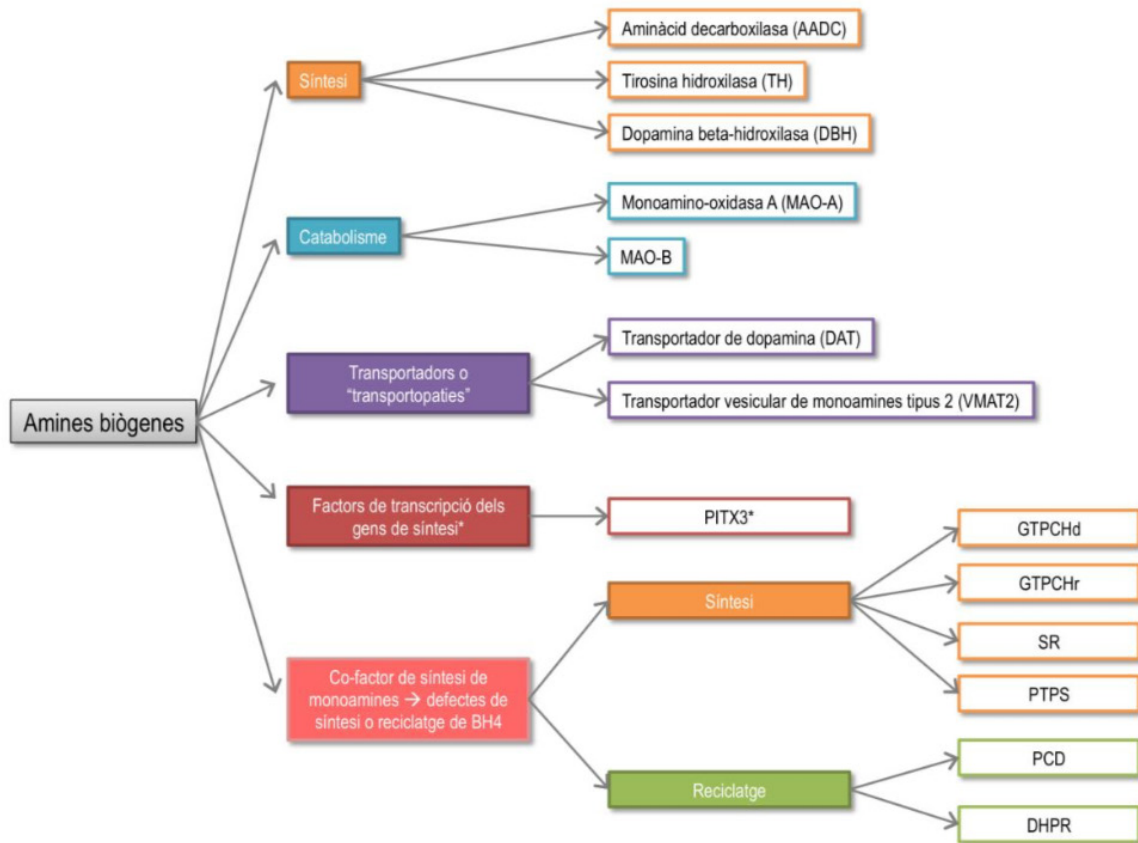 Amines biògenes
Síntesi
Aminàcid decarboxilasa (AADC)
Tirosina hidroxilasa (TH)
Dopamina beta-hidroxilasa (DBH)
Catabolisme
Monoamino-oxidasa A (MAO-A)
MAO-B
Transportadors o
“transportopaties”
Transportador de dopamina (DAT)
Transportador vesicular de monoamines tipus 2 (VMAT2)
Factors de transcripció dels
gens de síntesi*
PITX3*
Co-factor de síntesi de
monoamines → defectes de
síntesi o reciclatge de BH4
Síntesi
GTPCHd
GTPCHr
SR
PTPS
Reciclatge
PCD
DHPR